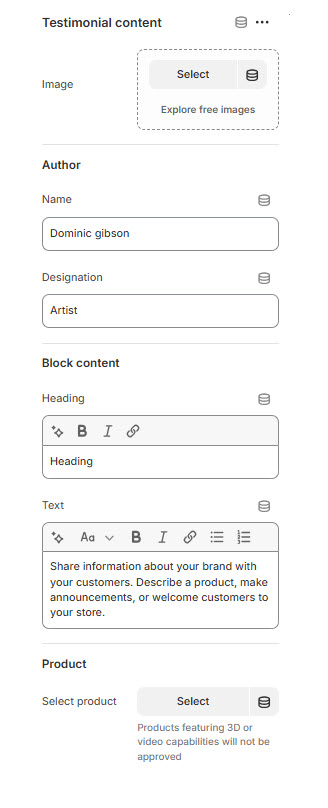 Testimonial content
Image
Select
Explore free images
Author
Name
Dominic gibson
Designation
Artist
Block content
Heading
B I
Heading
Text
Aa B I
Share information about your brand with
your customers. Describe a product, make
announcements, or welcome customers to
your store.
Product
Select product
Select
Products featuring 3D or
video capabilities will not be
approved